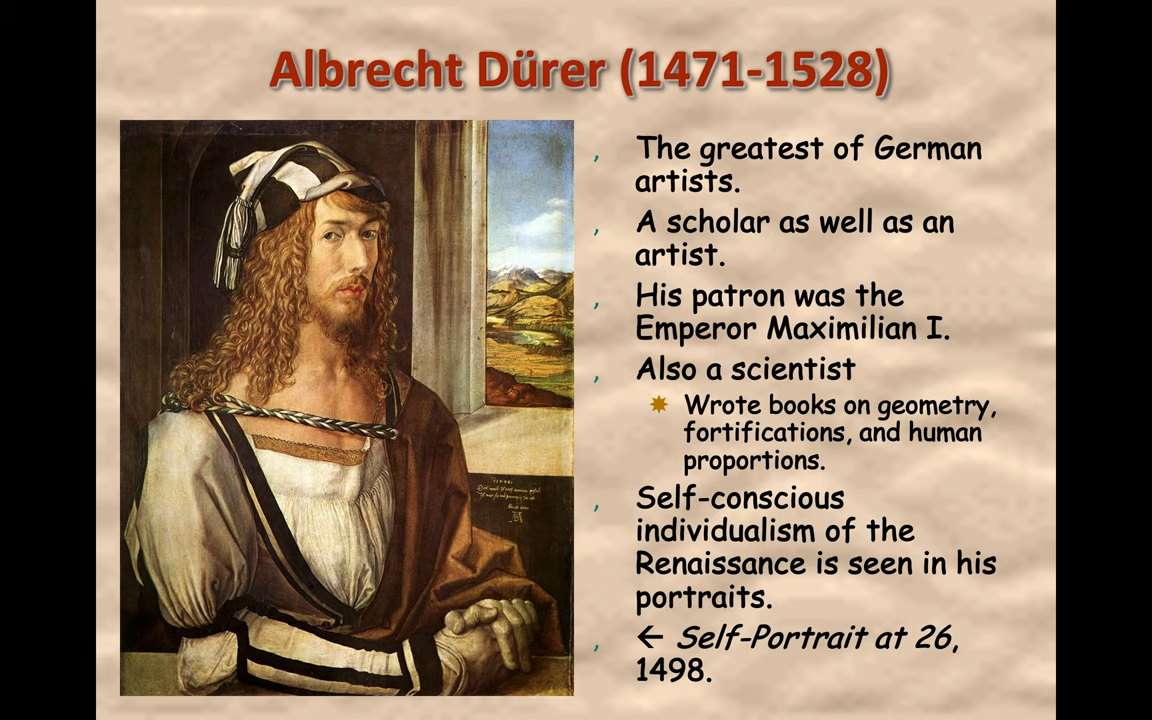 Albrecht Dürer (1471-1528)
The greatest of German
artists.
A scholar as well as an
artist.
His patron was the
Emperor Maximilian I.
Also a scientist
Wrote books on geometry,
fortifications, and human
proportions.
Self-conscious
individualism of the
Renaissance is seen in his
portraits.
← Self-Portrait at 26,
1498.